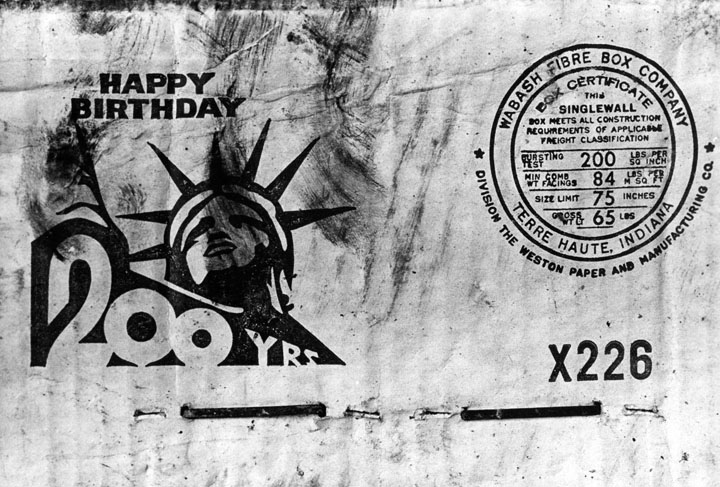 HAPPY
BIRTHDAY
200 YRS
WABASH FIBRE BOX COMPANY
BOX CERTIFICATE
THIS
SINGLEWALL
BOX MEETS ALL CONSTRUCTION
REQUIREMENTS OF APPLICABLE
FREIGHT CLASSIFICATION
BURSTING TEST 200 LBS PER SQ INCH
MIN COMB WT FACINGS 84 LBS PER M SQ FT
SIZE LIMIT 75 INCHES
GROSS WT LT 65 LBS
TERRE HAUTE, INDIANA
★ DIVISION THE WESTON PAPER AND MANUFACTURING CO. ★
X226